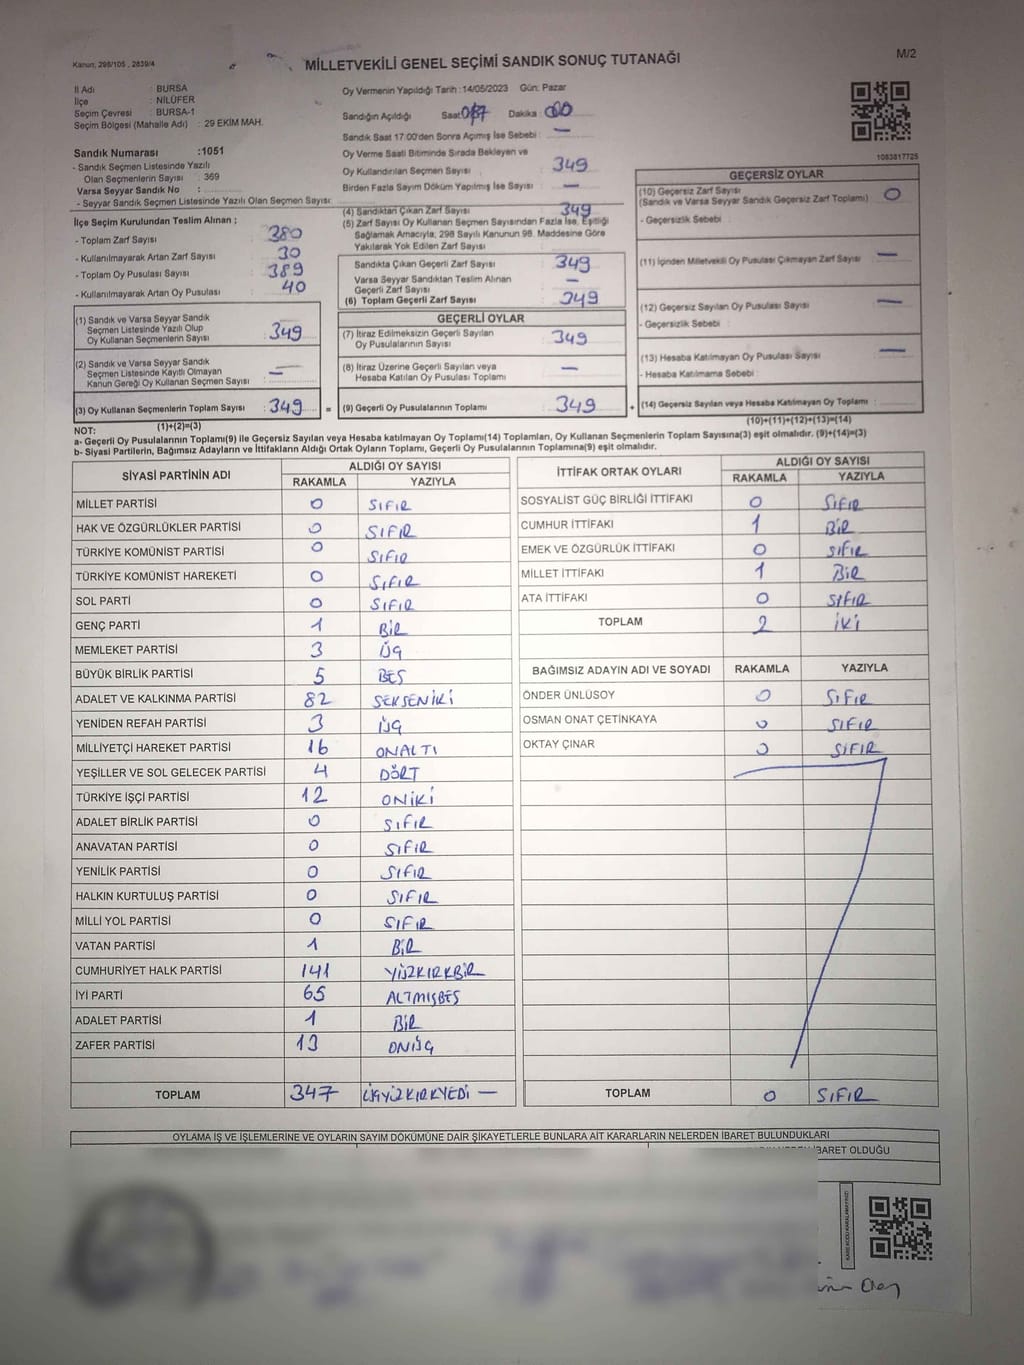 Kanun: 298/105 , 2839/4
MİLLETVEKİLİ GENEL SEÇİMİ SANDIK SONUÇ TUTANAĞI
M/2
İl Adı : BURSA
İlçe : NİLÜFER
Seçim Çevresi : BURSA-1
Seçim Bölgesi (Mahalle Adı) : 29 EKİM MAH.
Sandık Numarası :1051
- Sandık Seçmen Listesinde Yazılı
Olan Seçmenlerin Sayısı : 369
Varsa Seyyar Sandık No :
- Seyyar Sandık Seçmen Listesinde Yazılı Olan Seçmen Sayısı:
Oy Vermenin Yapıldığı Tarih :14/05/2023 Gün: Pazar
Sandığın Açıldığı Saat: Dakika :
Sandık Saat 17:00'den Sonra Açımış İse Sebebi : —
Oy Verme Saati Bitiminde Sırada Bekleyen ve
Oy Kullandırılan Seçmen Sayısı : 349
Birden Fazla Sayım Döküm Yapılmış İse Sayısı : —
1083817725
İlçe Seçim Kurulundan Teslim Alınan ;
- Toplam Zarf Sayısı : 380
- Kullanılmayarak Artan Zarf Sayısı : 30
- Toplam Oy Pusulası Sayısı : 389
- Kullanılmayarak Artan Oy Pusulası : 40
(1) Sandık ve Varsa Seyyar Sandık
Seçmen Listesinde Yazılı Olup
Oy Kullanan Seçmenlerin Sayısı : 349
(2) Sandık ve Varsa Seyyar Sandık
Seçmen Listesinde Kayıtlı Olmayan
Kanun Gereği Oy Kullanan Seçmen Sayısı : —
(3) Oy Kullanan Seçmenlerin Toplam Sayısı : 349 =
(1)+(2)=(3)
(4) Sandıktan Çıkan Zarf Sayısı : 349
(5) Zarf Sayısı Oy Kullanan Seçmen Sayısından Fazla İse, Eşitliği
Sağlamak Amacıyla, 298 Sayılı Kanunun 98. Maddesine Göre
Yakılarak Yok Edilen Zarf Sayısı :
Sandıkta Çıkan Geçerli Zarf Sayısı : 349
Varsa Seyyar Sandıktan Teslim Alınan
Geçerli Zarf Sayısı : —
(6) Toplam Geçerli Zarf Sayısı : 349
GEÇERLİ OYLAR
(7) İtiraz Edilmeksizin Geçerli Sayılan
Oy Pusulalarının Sayısı : 349
(8) İtiraz Üzerine Geçerli Sayılan veya
Hesaba Katılan Oy Pusulası Toplamı : —
(9) Geçerli Oy Pusulalarının Toplamı : 349 +
GEÇERSİZ OYLAR
(10) Geçersiz Zarf Sayısı : 0
(Sandık ve Varsa Seyyar Sandık Geçersiz Zarf Toplamı)
- Geçersizlik Sebebi :
(11) İçinden Milletvekili Oy Pusulası Çıkmayan Zarf Sayısı : —
(12) Geçersiz Sayılan Oy Pusulası Sayısı : —
- Geçersizlik Sebebi :
(13) Hesaba Katılmayan Oy Pusulası Sayısı : —
- Hesaba Katılmama Sebebi :
(14) Geçersiz Sayılan veya Hesaba Katılmayan Oy Toplamı :
(10)+(11)+(12)+(13)=(14)
NOT:
a- Geçerli Oy Pusulalarının Toplamı(9) ile Geçersiz Sayılan veya Hesaba katılmayan Oy Toplamı(14) Toplamları, Oy Kullanan Seçmenlerin Toplam Sayısına(3) eşit olmalıdır. (9)+(14)=(3)
b- Siyasi Partilerin, Bağımsız Adayların ve İttifakların Aldığı Ortak Oyların Toplamı, Geçerli Oy Pusulalarının Toplamına(9) eşit olmalıdır.
SİYASİ PARTİNİN ADI ALDIĞI OY SAYISI
RAKAMLA YAZIYLA
MİLLET PARTİSİ 0 SIFIR
HAK VE ÖZGÜRLÜKLER PARTİSİ 0 SIFIR
TÜRKİYE KOMÜNİST PARTİSİ 0 SIFIR
TÜRKİYE KOMÜNİST HAREKETİ 0 SIFIR
SOL PARTİ 0 SIFIR
GENÇ PARTİ 1 BİR
MEMLEKET PARTİSİ 3 ÜÇ
BÜYÜK BİRLİK PARTİSİ 5 BEŞ
ADALET VE KALKINMA PARTİSİ 82 SEKSENİKİ
YENİDEN REFAH PARTİSİ 3 ÜÇ
MİLLİYETÇİ HAREKET PARTİSİ 16 ONALTI
YEŞİLLER VE SOL GELECEK PARTİSİ 4 DÖRT
TÜRKİYE İŞÇİ PARTİSİ 12 ONİKİ
ADALET BİRLİK PARTİSİ 0 SIFIR
ANAVATAN PARTİSİ 0 SIFIR
YENİLİK PARTİSİ 0 SIFIR
HALKIN KURTULUŞ PARTİSİ 0 SIFIR
MİLLİ YOL PARTİSİ 0 SIFIR
VATAN PARTİSİ 1 BİR
CUMHURİYET HALK PARTİSİ 141 YÜZKIRKBİR
İYİ PARTİ 65 ALTMIŞBEŞ
ADALET PARTİSİ 1 BİR
ZAFER PARTİSİ 13 ONÜÇ
TOPLAM 347 ÜÇYÜZKIRKYEDİ —
İTTİFAK ORTAK OYLARI ALDIĞI OY SAYISI
RAKAMLA YAZIYLA
SOSYALİST GÜÇ BİRLİĞİ İTTİFAKI 0 SIFIR
CUMHUR İTTİFAKI 1 BİR
EMEK VE ÖZGÜRLÜK İTTİFAKI 0 SIFIR
MİLLET İTTİFAKI 1 BİR
ATA İTTİFAKI 0 SIFIR
TOPLAM 2 İKİ
BAĞIMSIZ ADAYIN ADI VE SOYADI RAKAMLA YAZIYLA
ÖNDER ÜNLÜSOY 0 SIFIR
OSMAN ONAT ÇETİNKAYA 0 SIFIR
OKTAY ÇINAR 0 SIFIR
TOPLAM 0 SIFIR
OYLAMA İŞ VE İŞLEMLERİNE VE OYLARIN SAYIM DÖKÜMÜNE DAİR ŞİKAYETLERLE BUNLARA AİT KARARLARIN NELERDEN İBARET BULUNDUKLARI
İBARET OLDUĞU